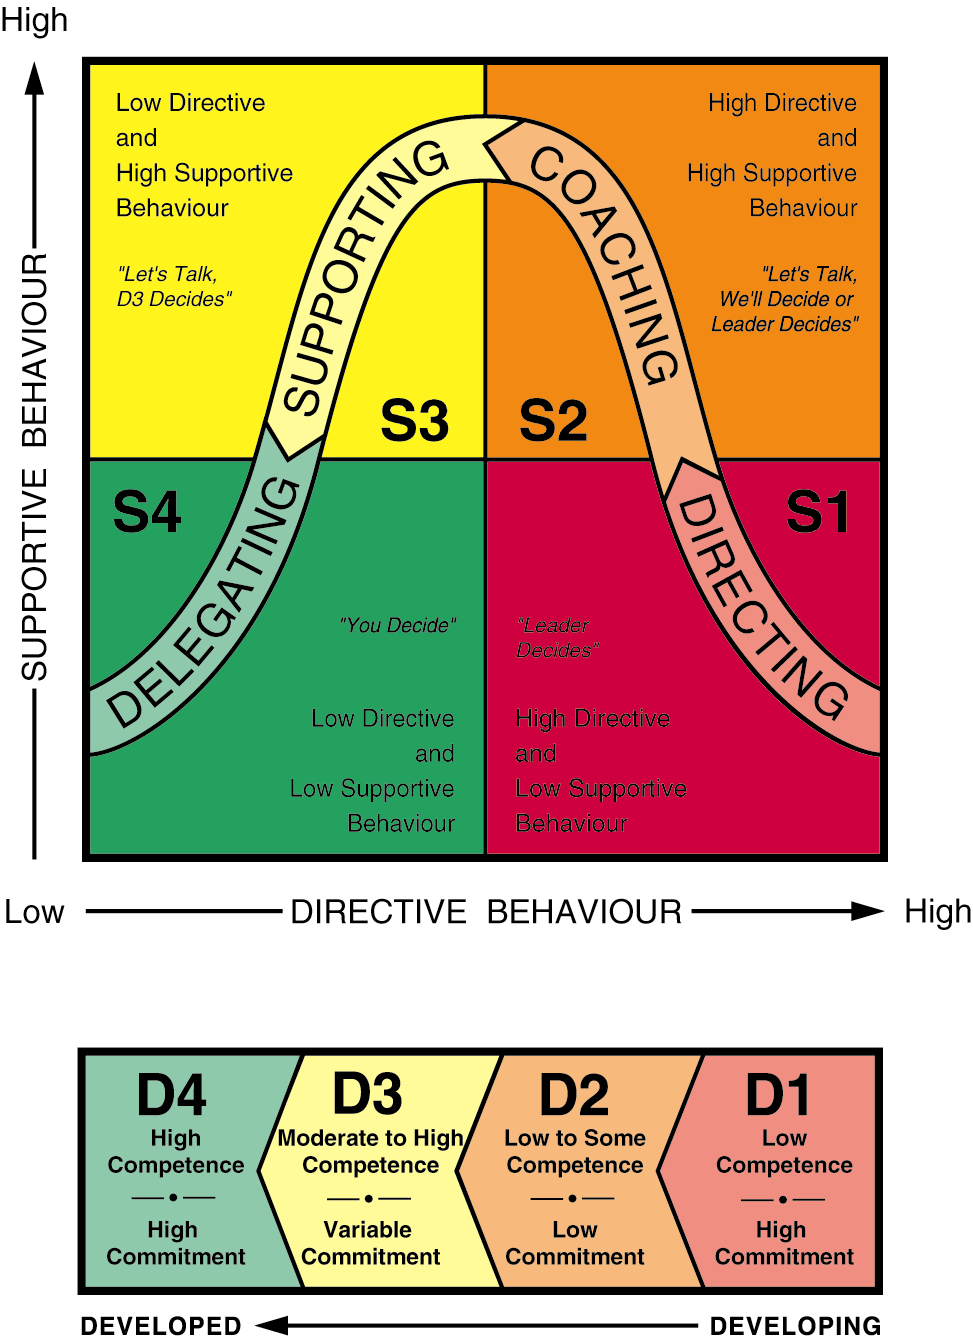 High
Low Directive
and
High Supportive
Behaviour
"Let's Talk,
D3 Decides"
High Directive
and
High Supportive
Behaviour
"Let's Talk,
We'll Decide or
Leader Decides"
SUPPORTING
COACHING
S3
S2
SUPPORTIVE BEHAVIOUR
S4
S1
DELEGATING
DIRECTING
"You Decide"
Low Directive
and
Low Supportive
Behaviour
"Leader
Decides"
High Directive
and
Low Supportive
Behaviour
Low
DIRECTIVE BEHAVIOUR
High
D4
High
Competence
High
Commitment
D3
Moderate to High
Competence
Variable
Commitment
D2
Low to Some
Competence
Low
Commitment
D1
Low
Competence
High
Commitment
DEVELOPED
DEVELOPING